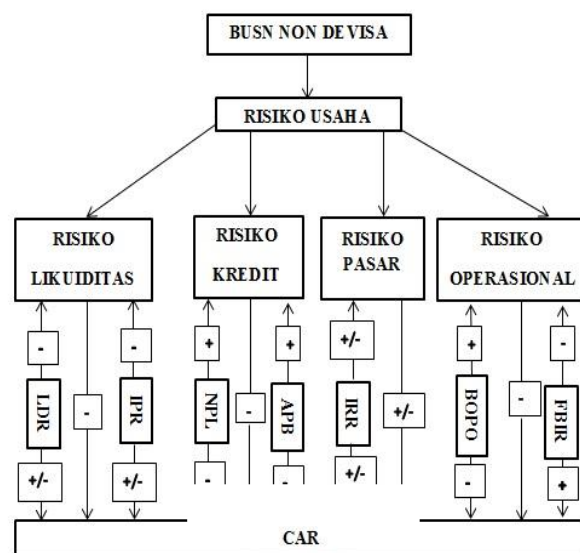 BUSN NON DEVISA
RISIKO USAHA
RISIKO
LIKUIDITAS
RISIKO
KREDIT
RISIKO
PASAR
RISIKO
OPERASIONAL
- - + + +/- + -
LDR - IPR NPL - APB IRR +/- BOPO - FBIR
+/- +/- - - +/- - +
CAR